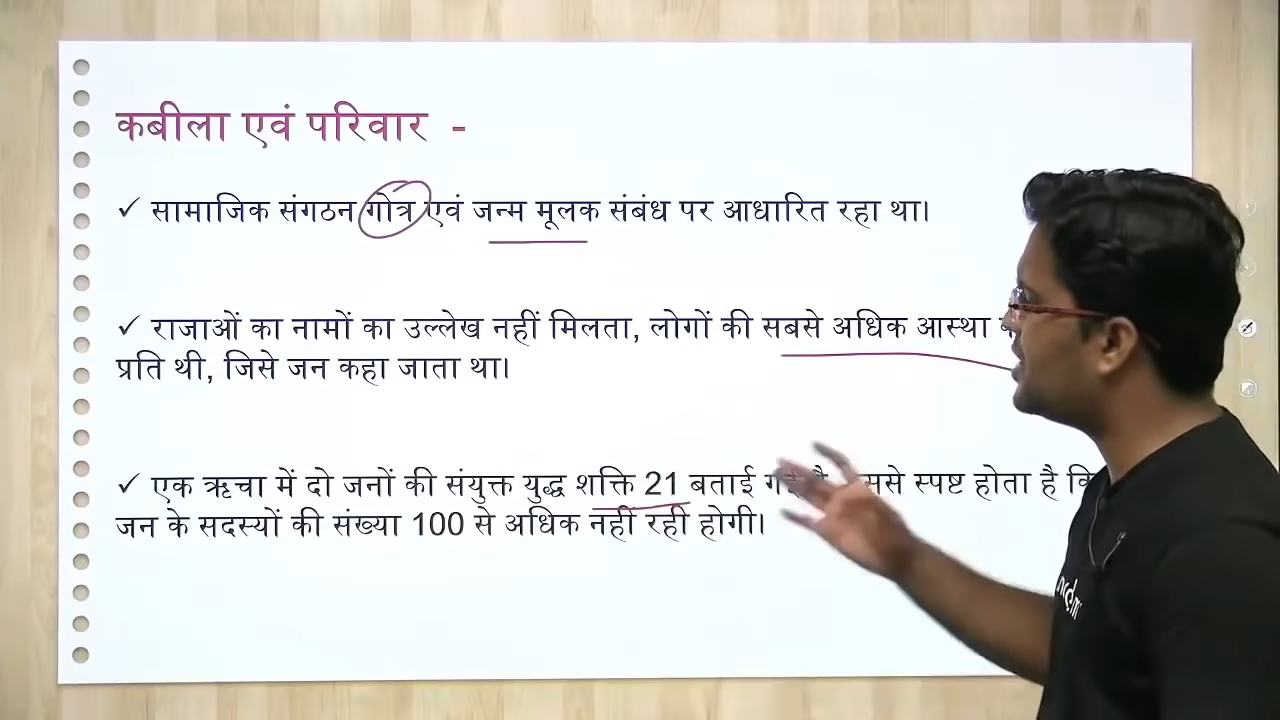 कबीला एवं परिवार -
✓ सामाजिक संगठन गोत्र एवं जन्म मूलक संबंध पर आधारित रहा था।
✓ राजाओं का नामों का उल्लेख नहीं मिलता, लोगों की सबसे अधिक आस्था
प्रति थी, जिसे जन कहा जाता था।
✓ एक ऋचा में दो जनों की संयुक्त युद्ध शक्ति 21 बताई स्पष्ट होता है
जन के सदस्यों की संख्या 100 से अधिक नहीं रही होगी।